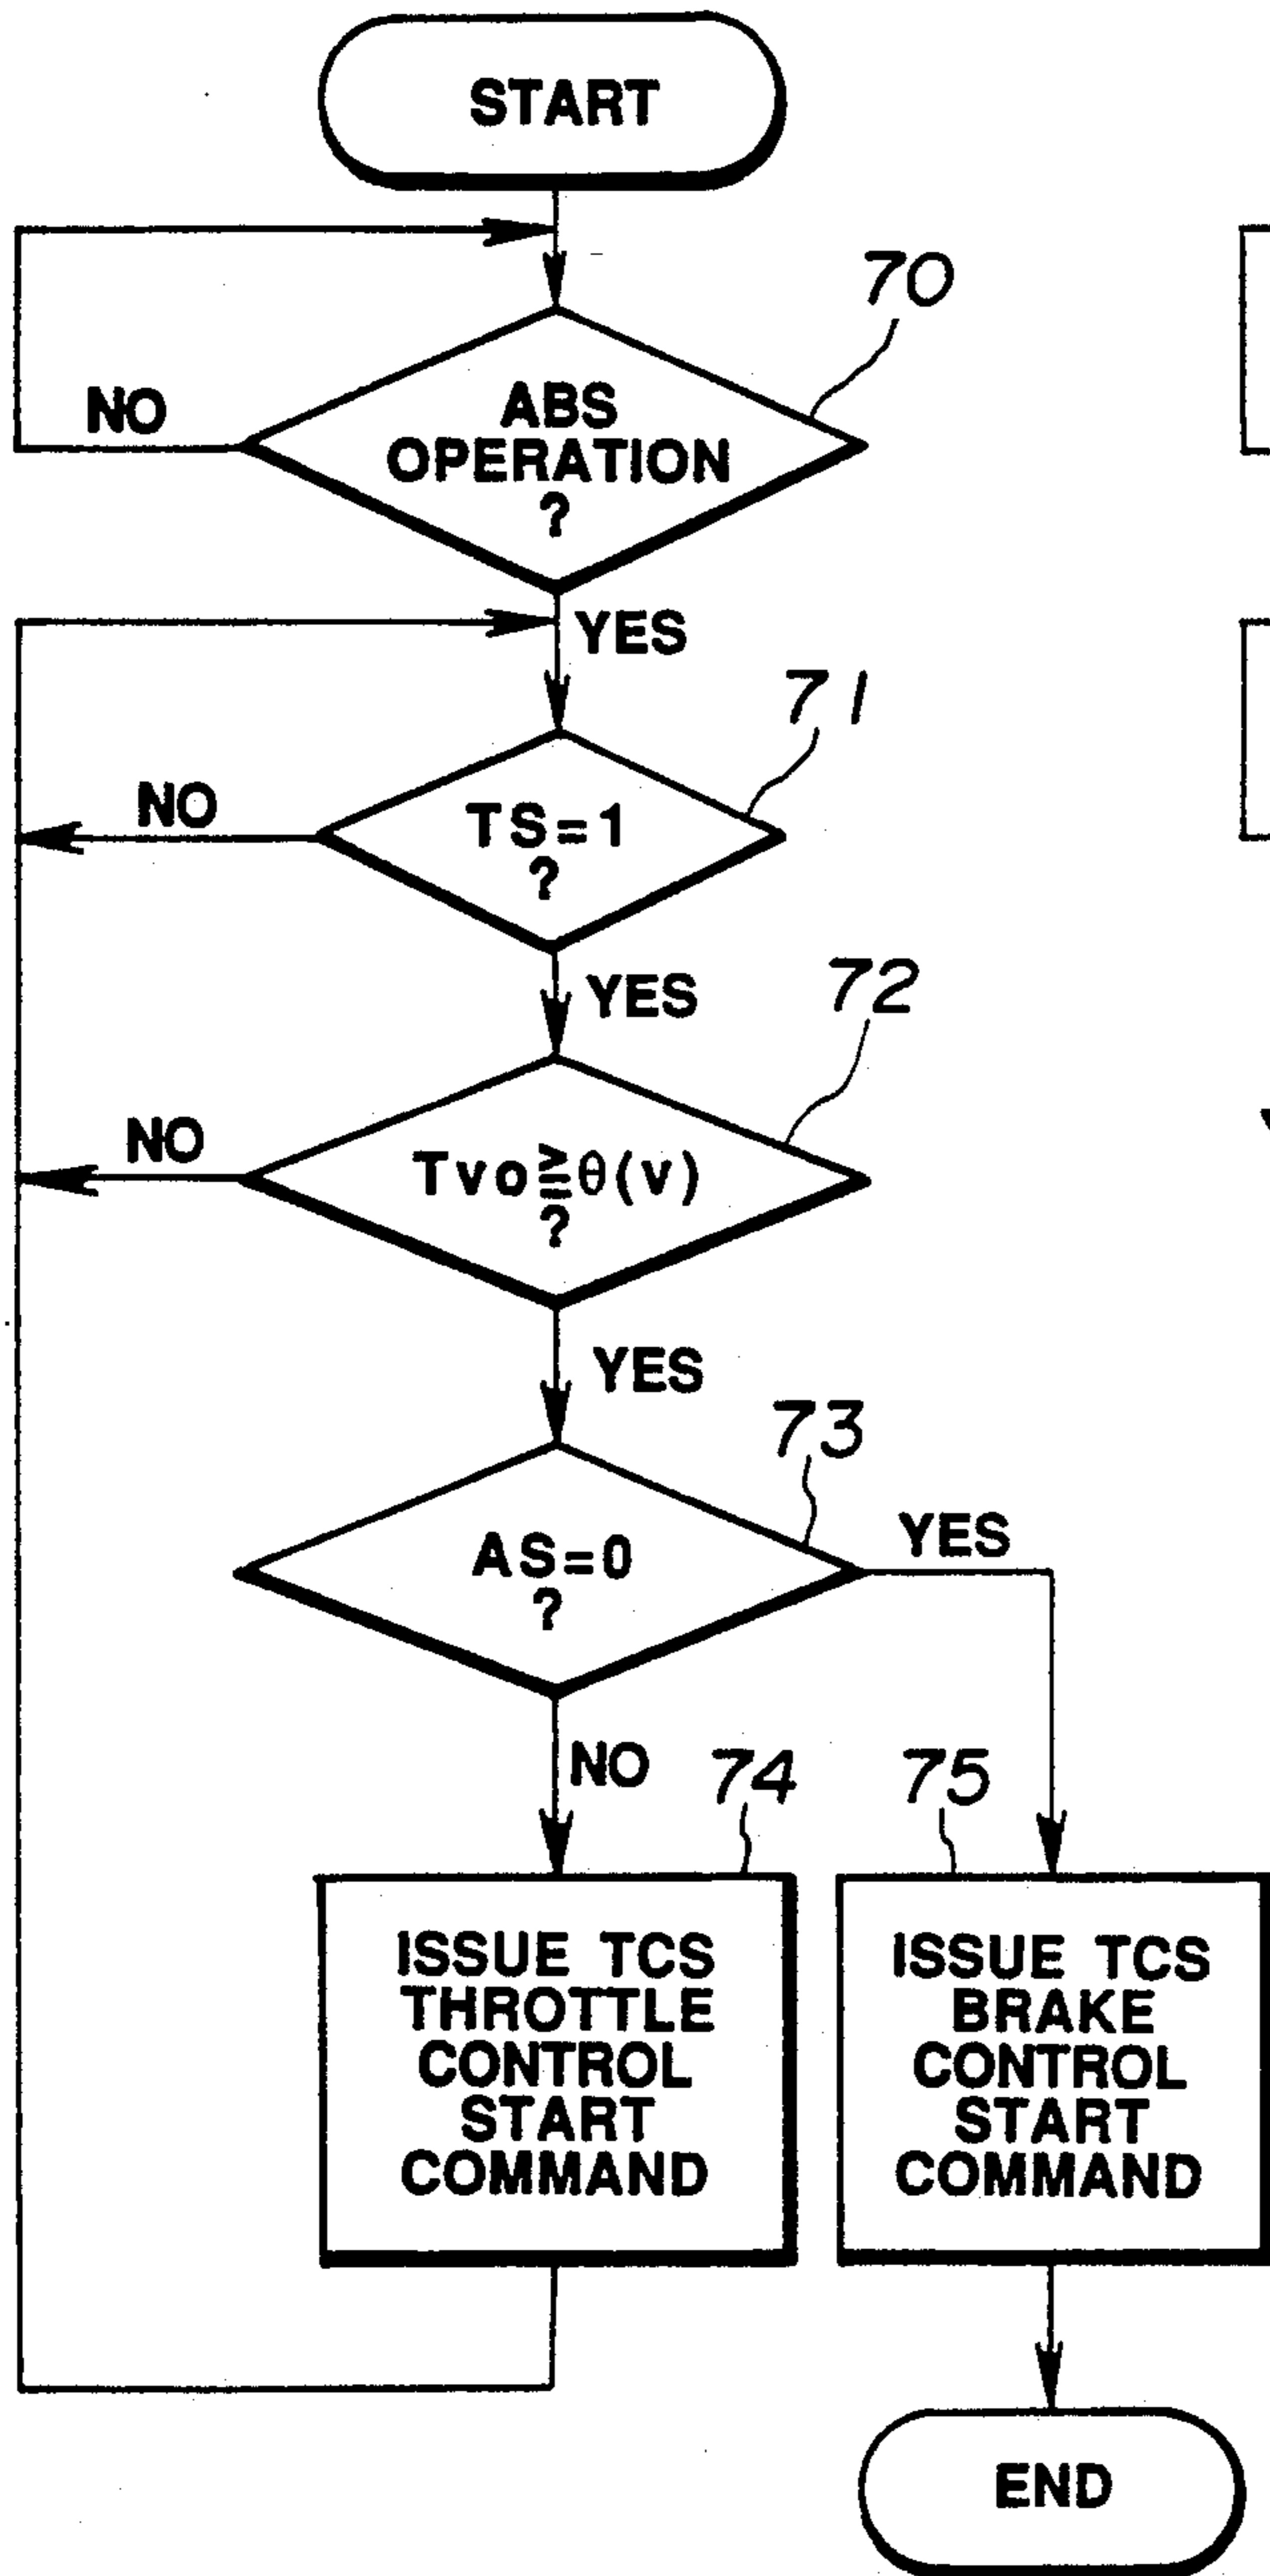 START
70
ABS
OPERATION
?
NO
YES
71
TS=1
?
NO
YES
72
Tvo≧θ(v)
?
NO
YES
73
AS=0
?
YES
NO
74
75
ISSUE TCS
THROTTLE
CONTROL
START
COMMAND
ISSUE TCS
BRAKE
CONTROL
START
COMMAND
END